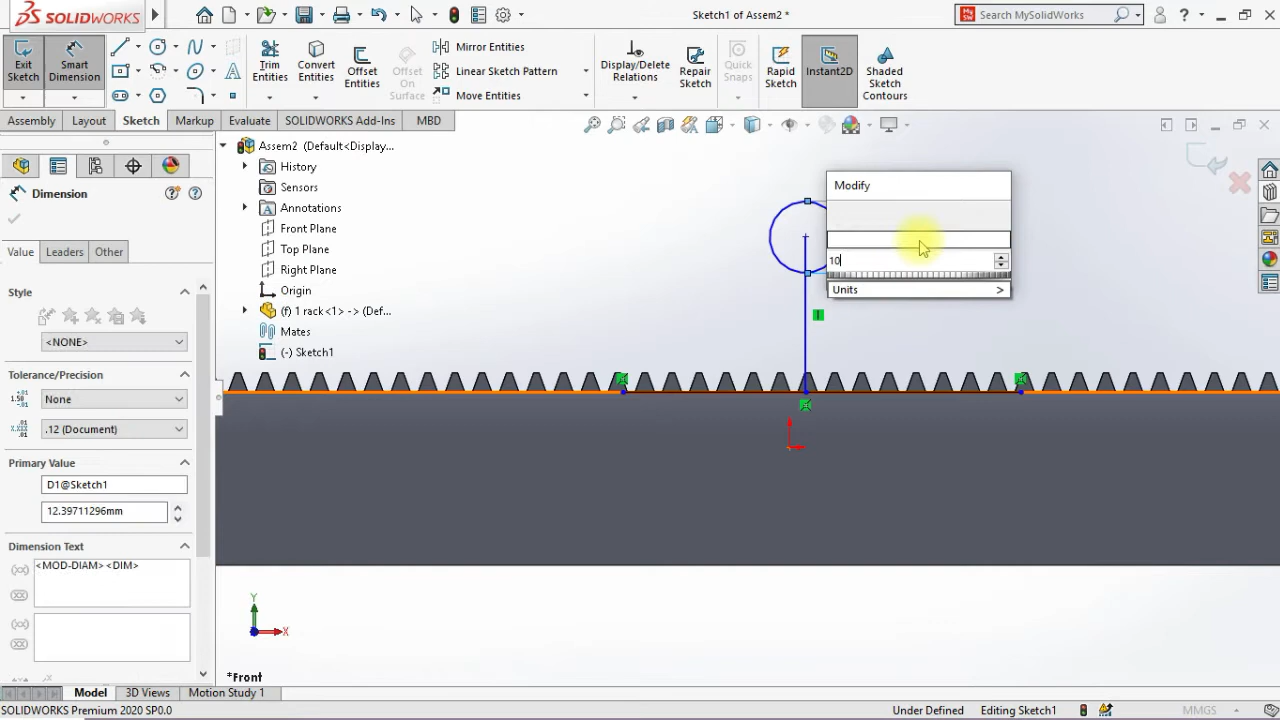 SOLIDWORKS
Sketch1 of Assem2 *
Search MySolidWorks
?
Exit Sketch
Smart Dimension
Trim Entities
Convert Entities
Offset Entities
Offset On Surface
Mirror Entities
Linear Sketch Pattern
Move Entities
Display/Delete Relations
Repair Sketch
Quick Snaps
Rapid Sketch
Instant2D
Shaded Sketch Contours
Assembly
Layout
Sketch
Markup
Evaluate
SOLIDWORKS Add-Ins
MBD
Dimension
Value
Leaders
Other
Style
<NONE>
Tolerance/Precision
None
.12 (Document)
Primary Value
D1@Sketch1
12.39711296mm
Dimension Text
<MOD-DIAM> <DIM>
Assem2 (Default<Display...
History
Sensors
Annotations
Front Plane
Top Plane
Right Plane
Origin
(f) 1 rack<1> -> (Def...
Mates
(-) Sketch1
Modify
10
Units
>
Y
X
*Front
Model
3D Views
Motion Study 1
SOLIDWORKS Premium 2020 SP0.0
Under Defined
Editing Sketch1
MMGS